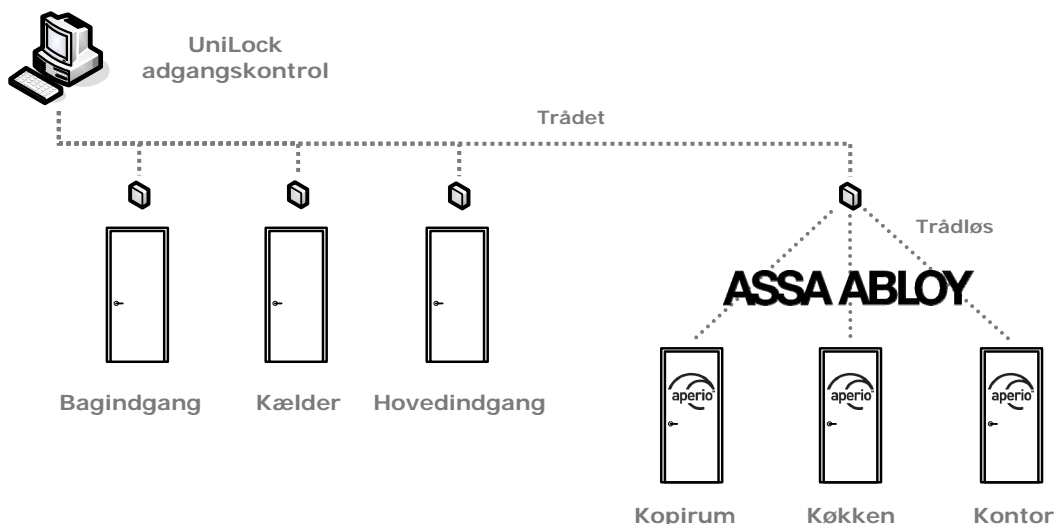 UniLock
adgangskontrol
Trådet
Trådløs
ASSA ABLOY
Bagindgang Kælder Hovedindgang
aperio aperio aperio
Kopirum Køkken Kontor